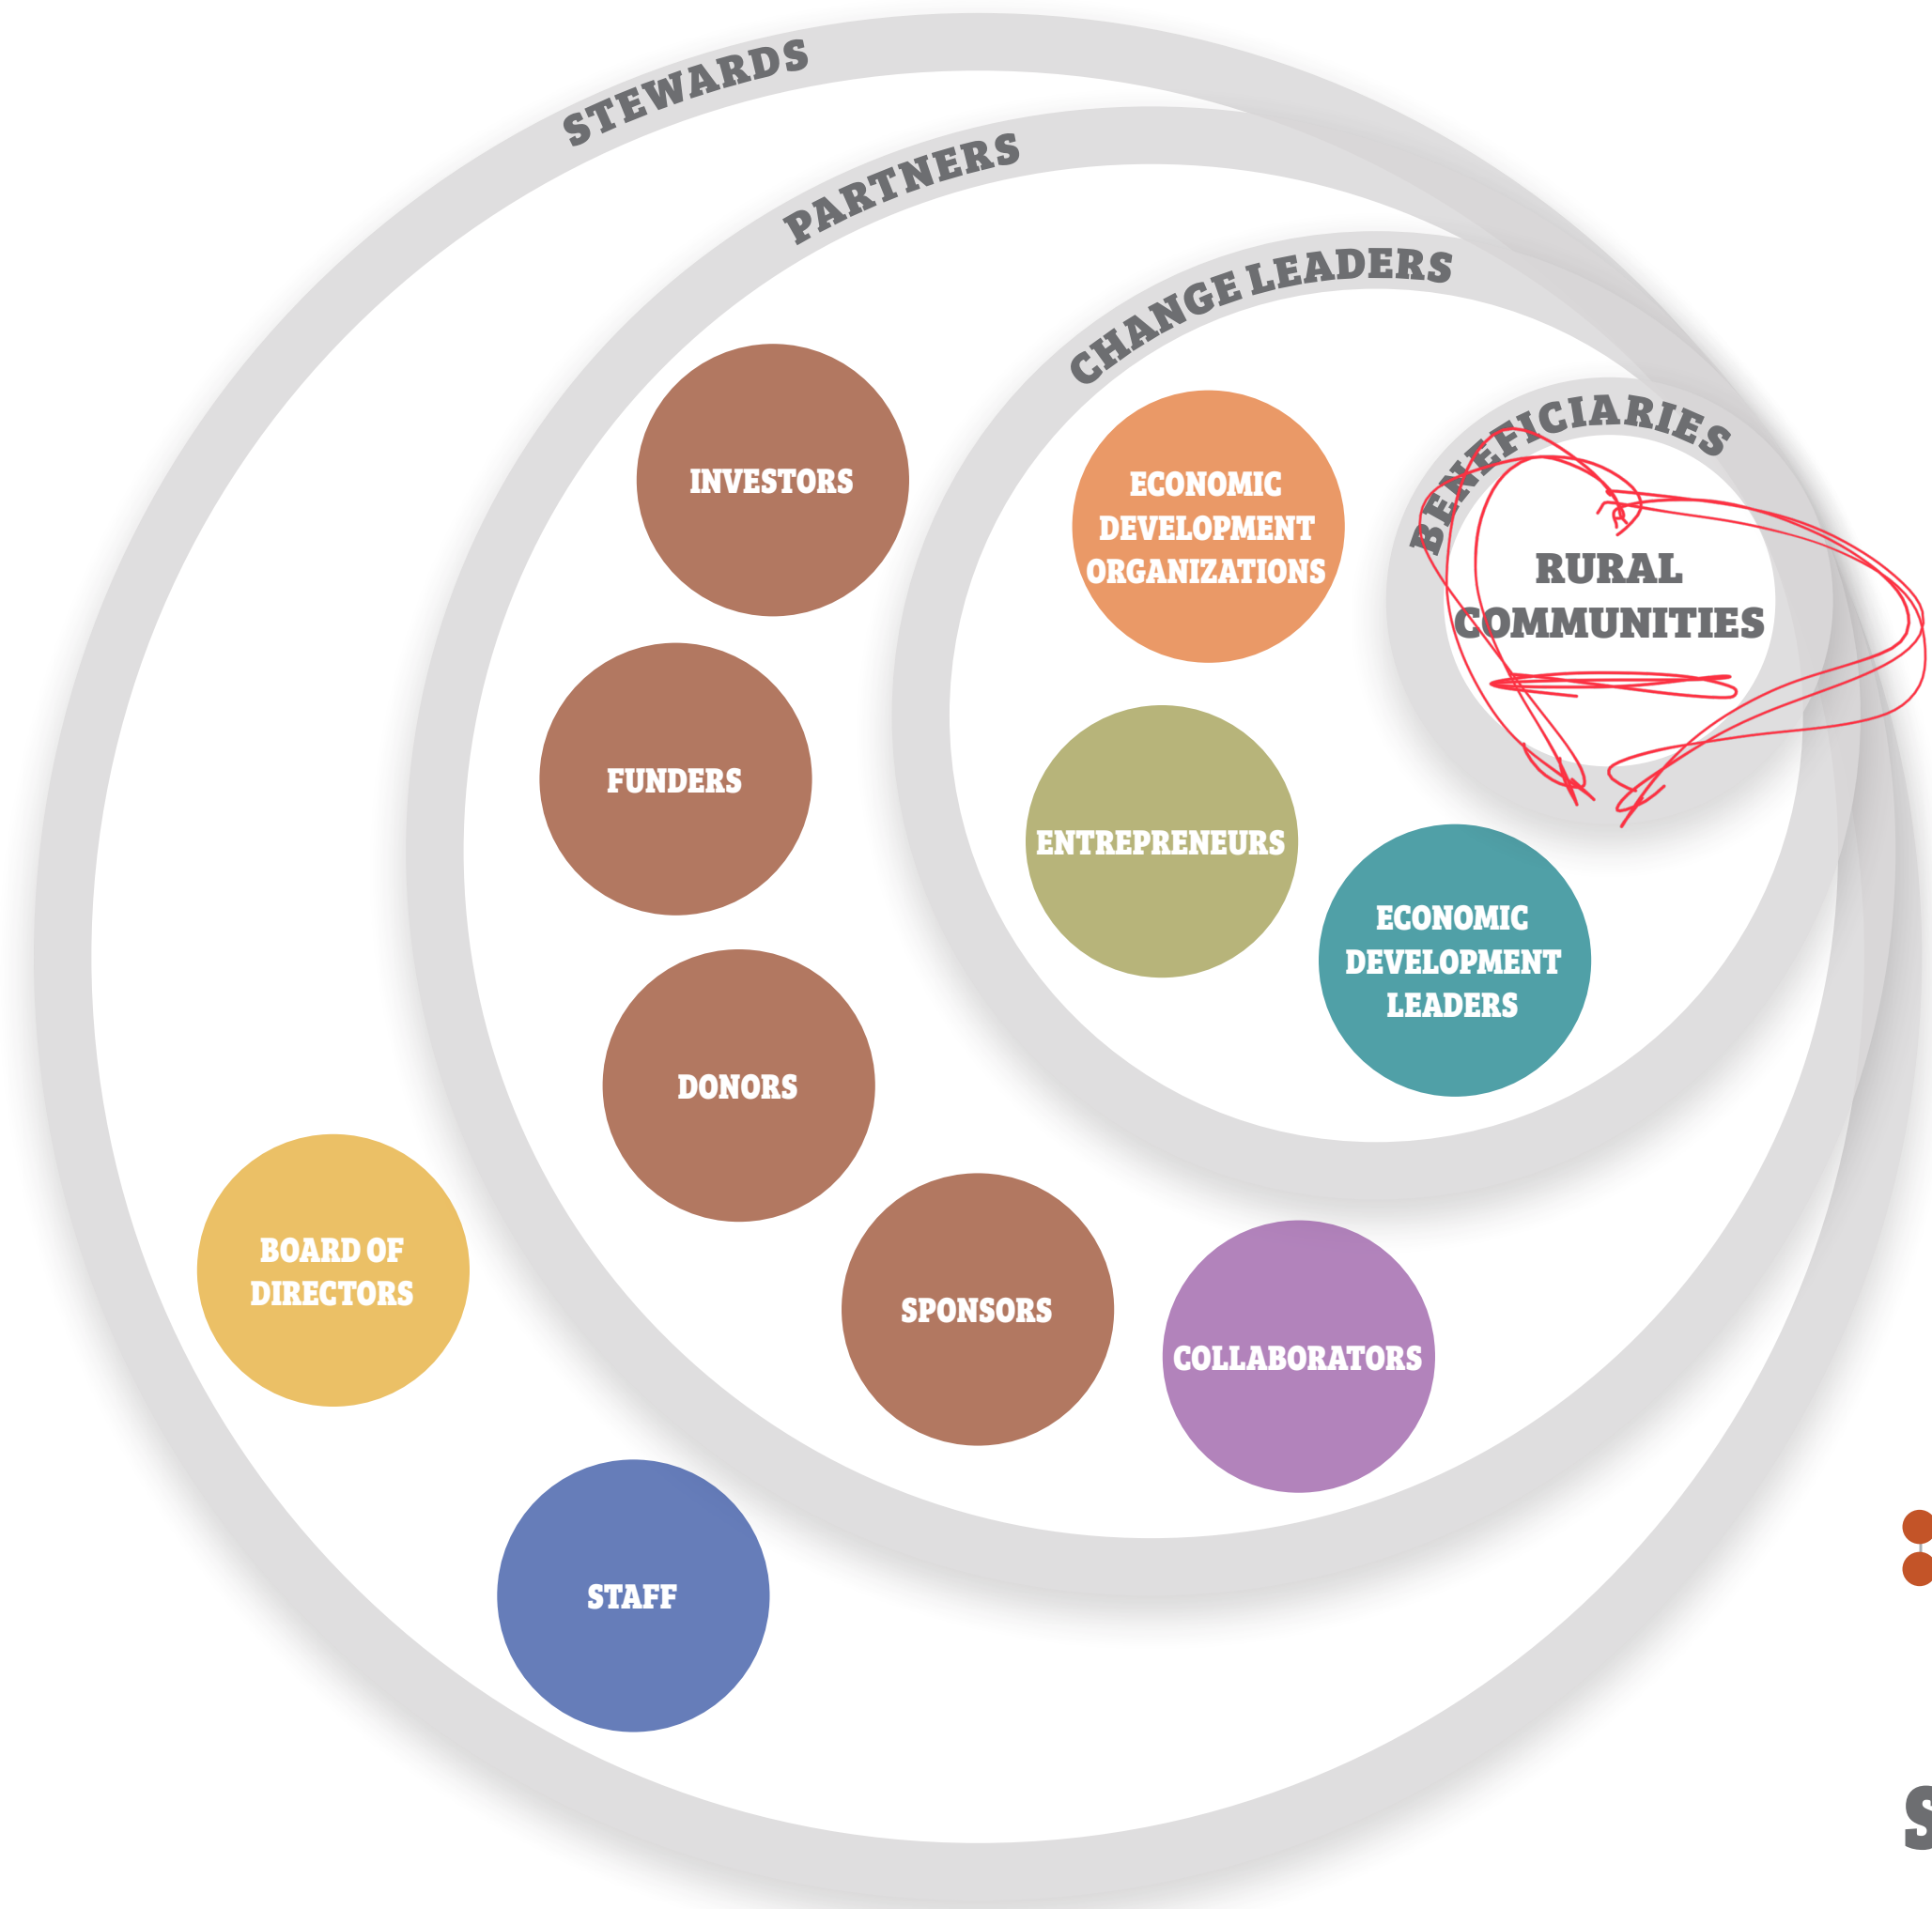 STEWARDS
PARTNERS
CHANGE LEADERS
BENEFICIARIES
RURAL
COMMUNITIES
INVESTORS
ECONOMIC
DEVELOPMENT
ORGANIZATIONS
FUNDERS
ENTREPRENEURS
ECONOMIC
DEVELOPMENT
LEADERS
DONORS
BOARD OF
DIRECTORS
SPONSORS
COLLABORATORS
STAFF
S